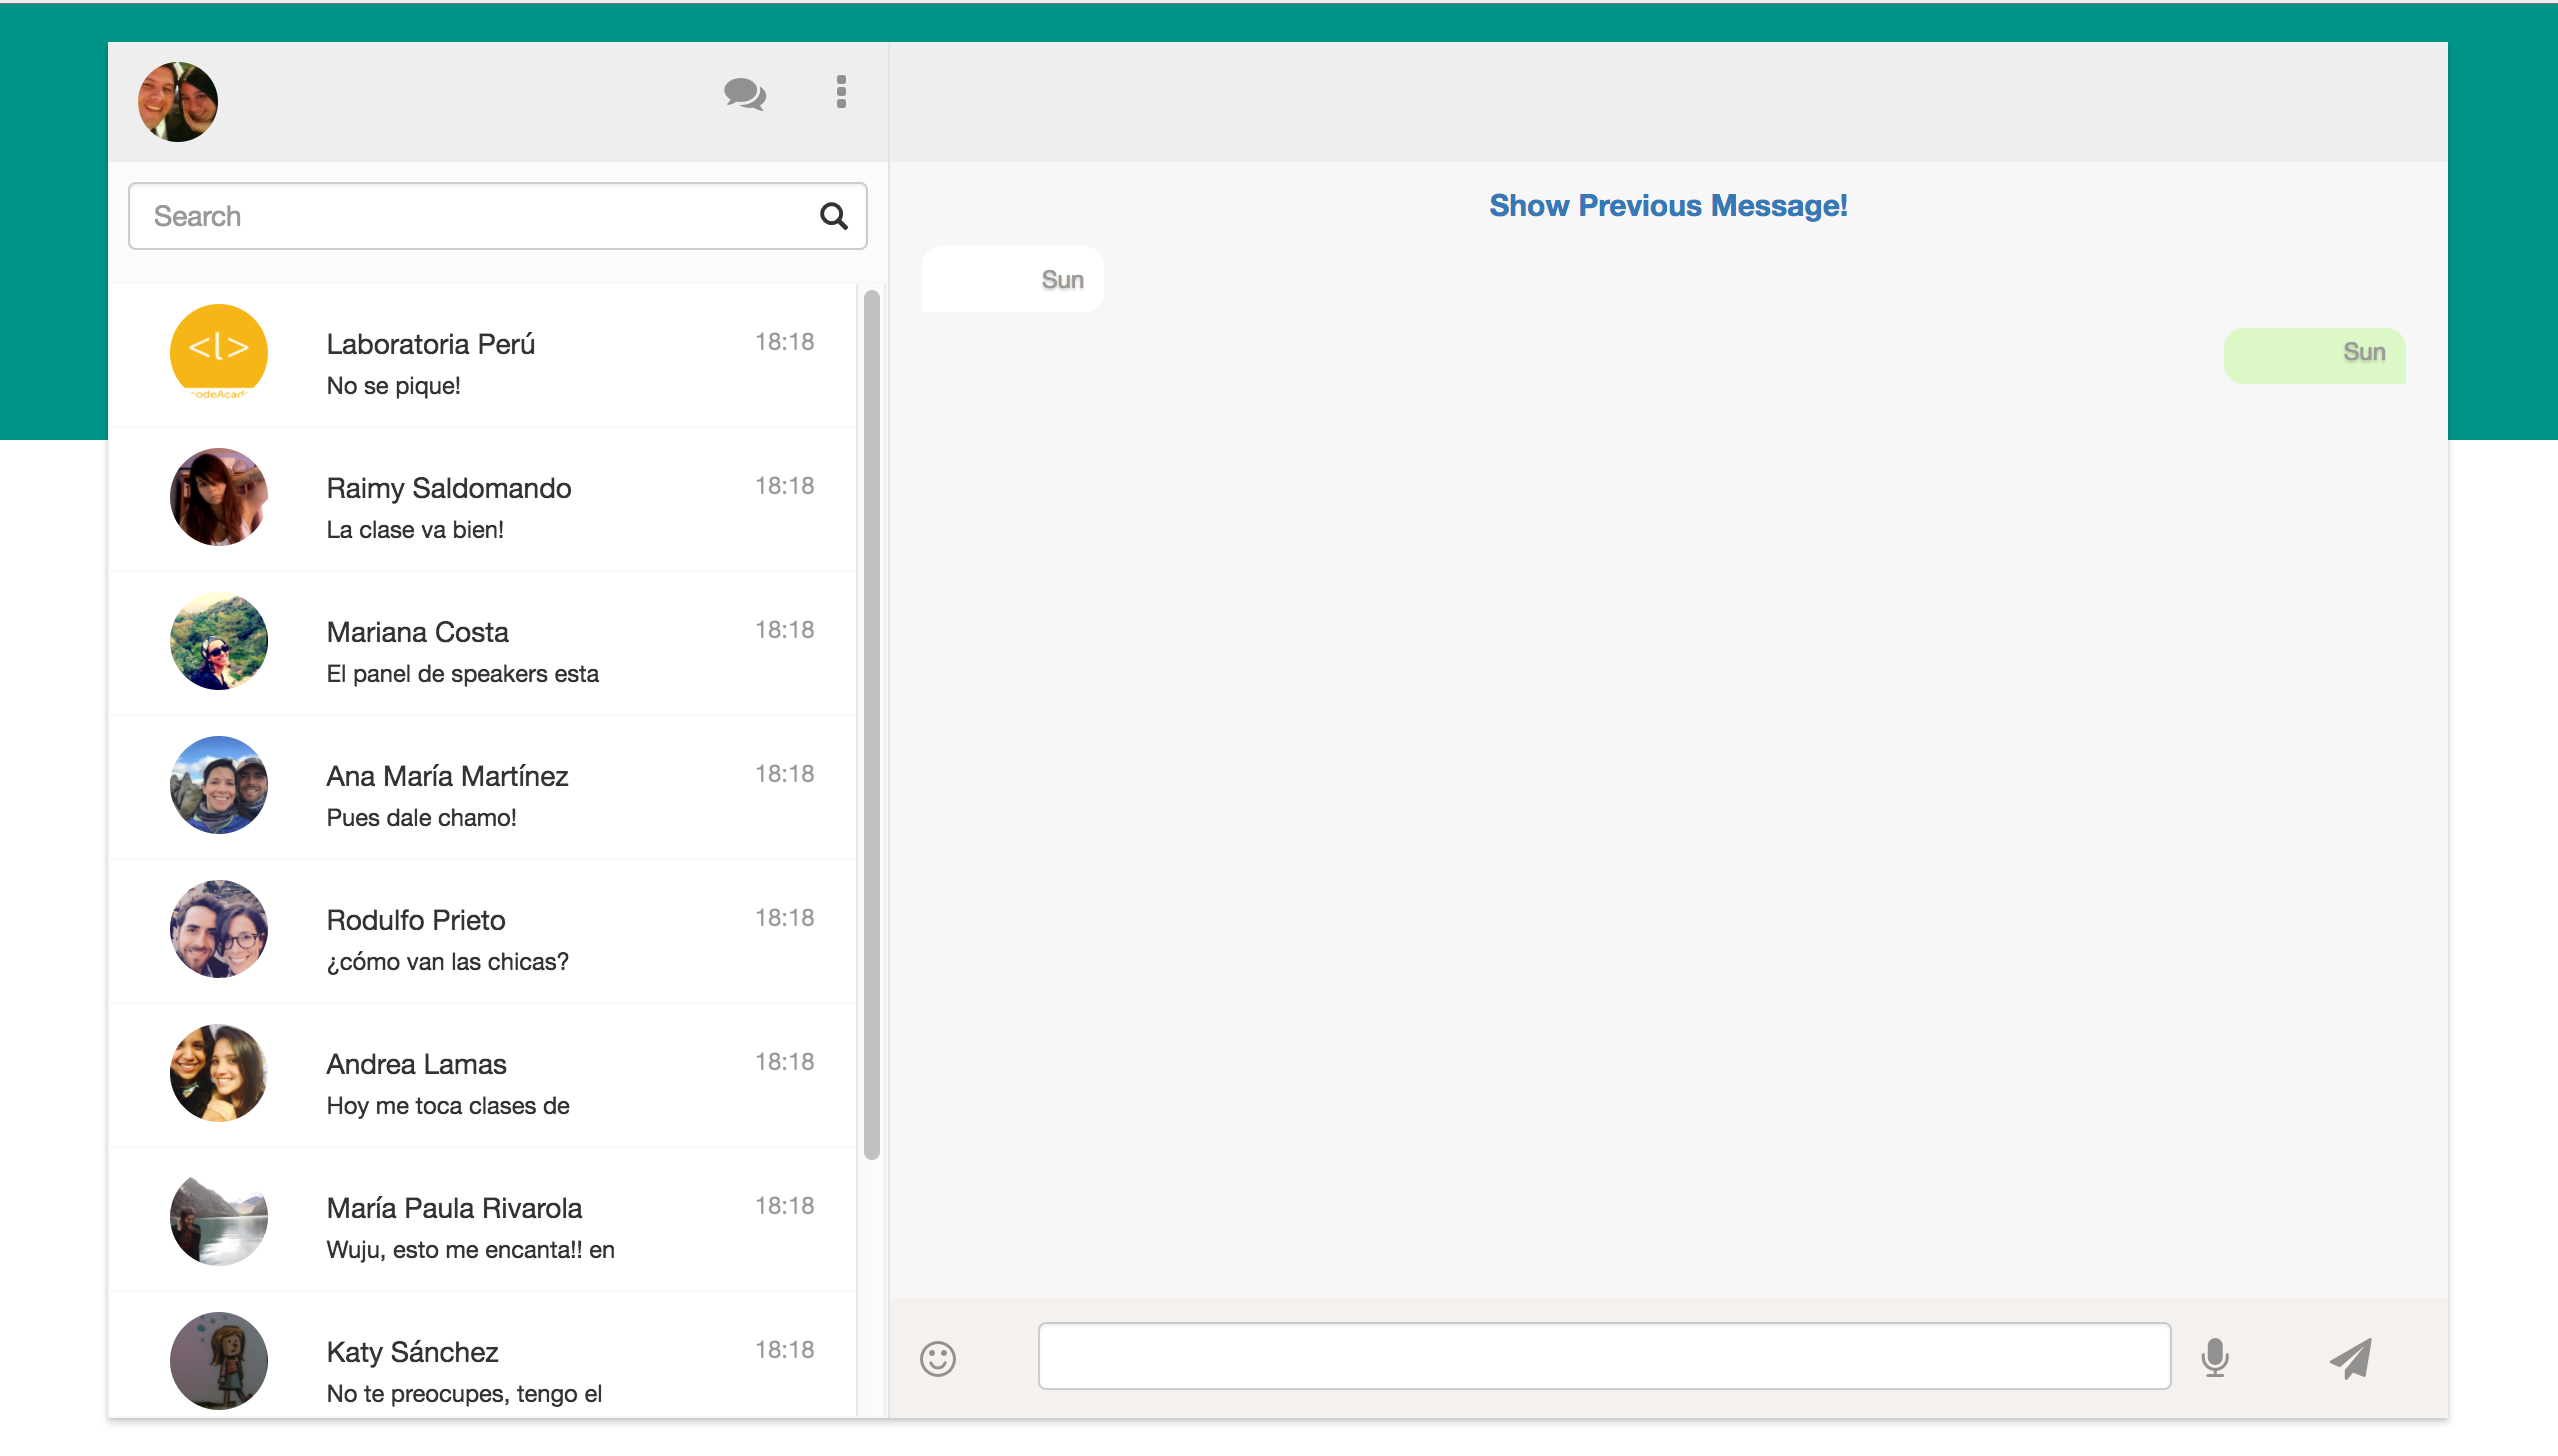 Search
Show Previous Message!
Sun
Sun
<l>
codeAcade
Laboratoria Perú
18:18
No se pique!
Raimy Saldomando
18:18
La clase va bien!
Mariana Costa
18:18
El panel de speakers esta
Ana María Martínez
18:18
Pues dale chamo!
Rodulfo Prieto
18:18
¿cómo van las chicas?
Andrea Lamas
18:18
Hoy me toca clases de
María Paula Rivarola
18:18
Wuju, esto me encanta!! en
Katy Sánchez
18:18
No te preocupes, tengo el